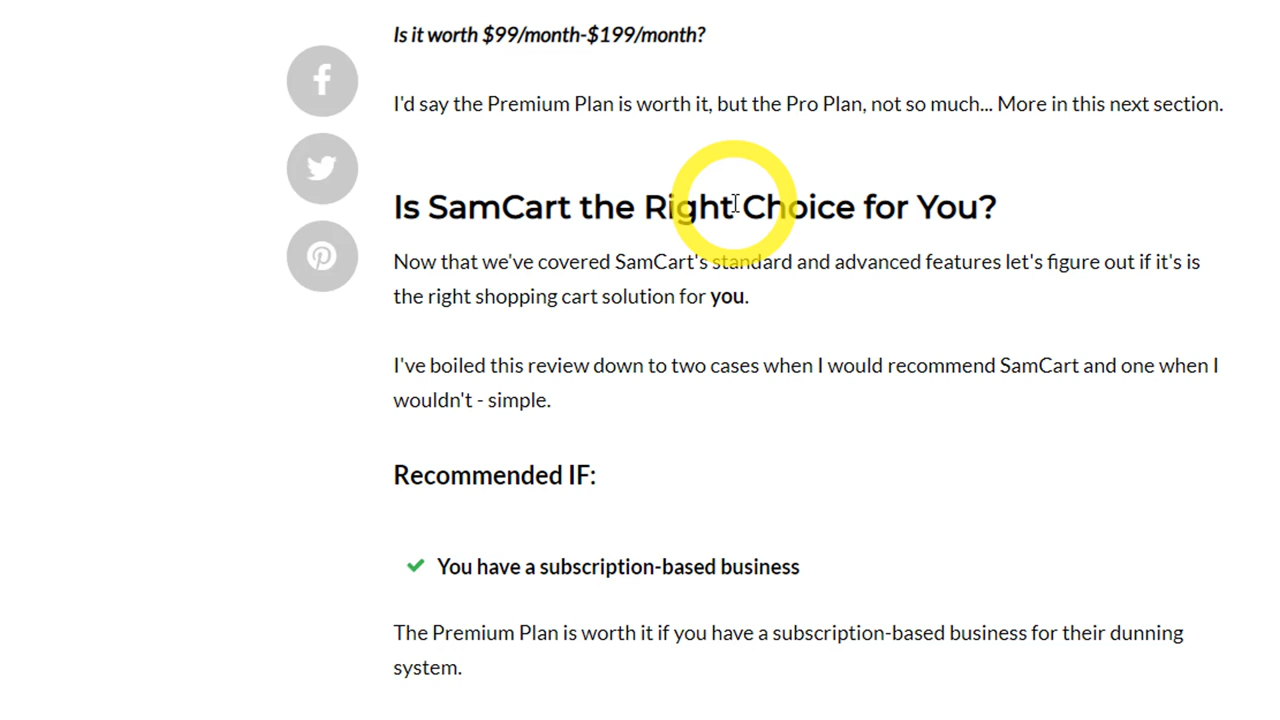 Is it worth $99/month-$199/month?
I'd say the Premium Plan is worth it, but the Pro Plan, not so much... More in this next section.
Is SamCart the Right Choice for You?
Now that we've covered SamCart's standard and advanced features let's figure out if it's is
the right shopping cart solution for you.
I've boiled this review down to two cases when I would recommend SamCart and one when I
wouldn't - simple.
Recommended IF:
You have a subscription-based business
The Premium Plan is worth it if you have a subscription-based business for their dunning
system.